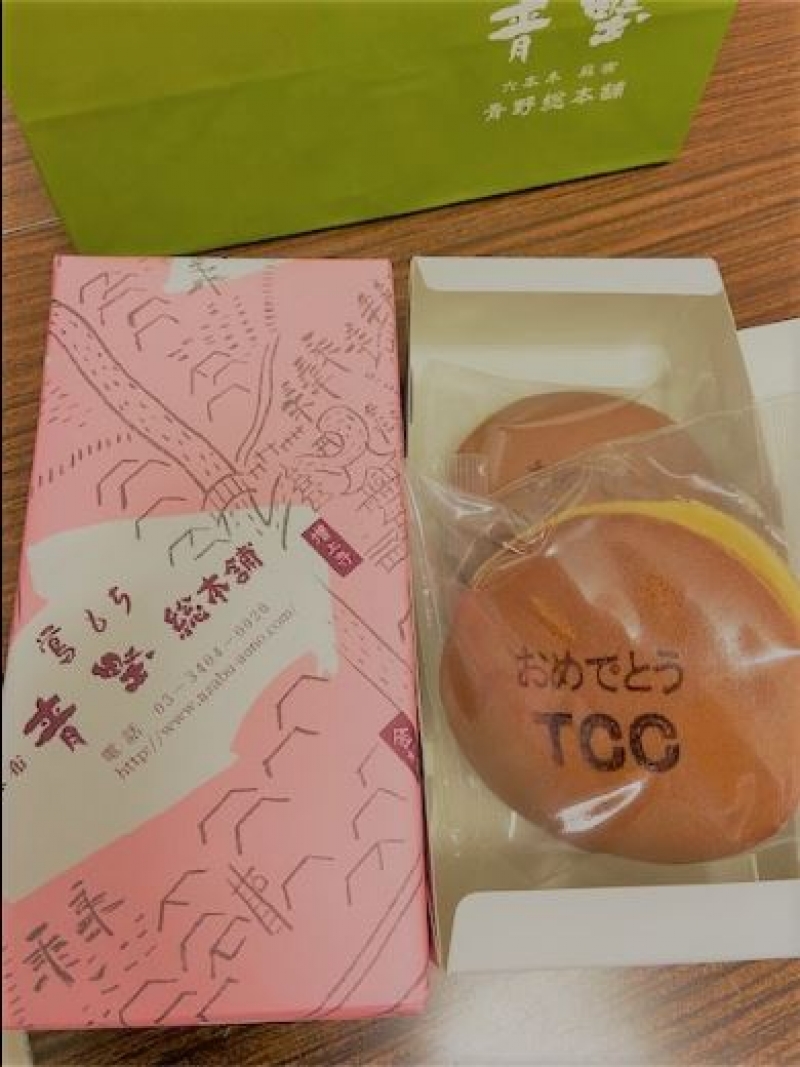 青野
六本木 麻布
青野総本舗
鶯もち
青野 総本舗
電話 03-3404-0020
http://www.azabu-aono.com/
おめでとう
TCC